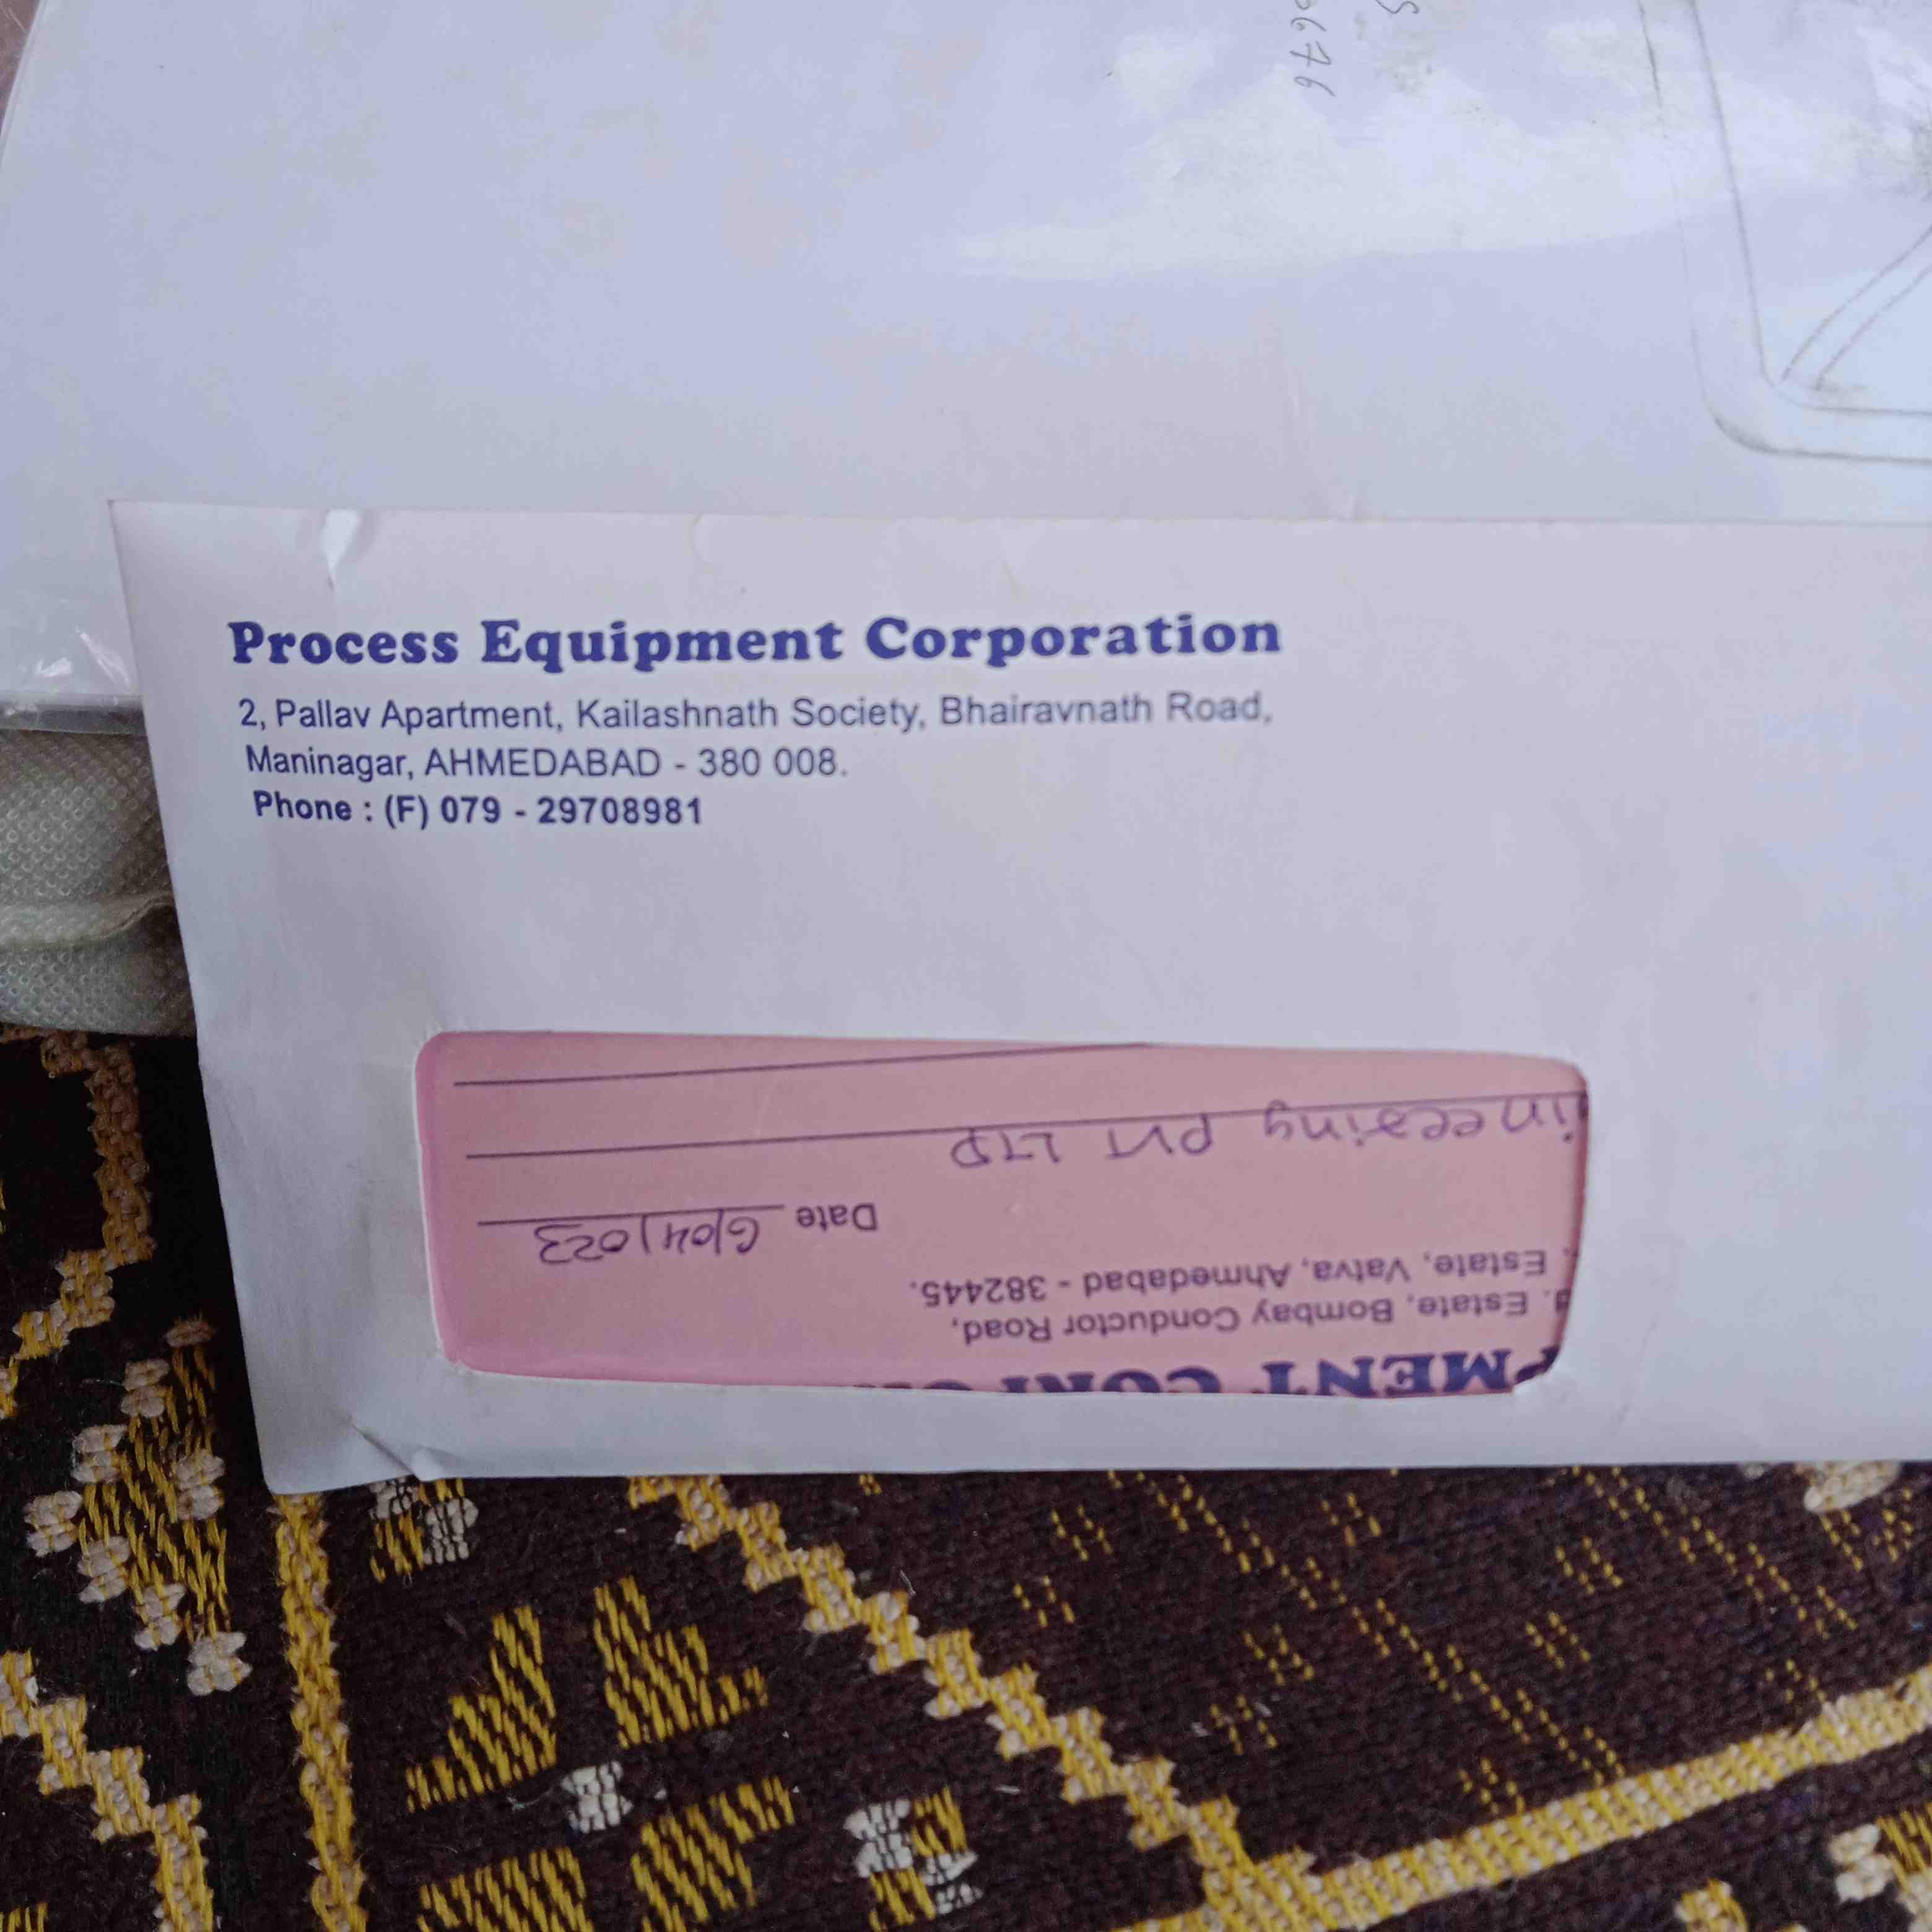 Process Equipment Corporation
2, Pallav Apartment, Kailashnath Society, Bhairavnath Road,
Maninagar, AHMEDABAD - 380 008.
Phone : (F) 079 - 29708981
PMENT
Estate, Bombay Conductor Road,
Estate, Vatva, Ahmedabad - 382445.
Date 6/04/023
ineering PVT LTD